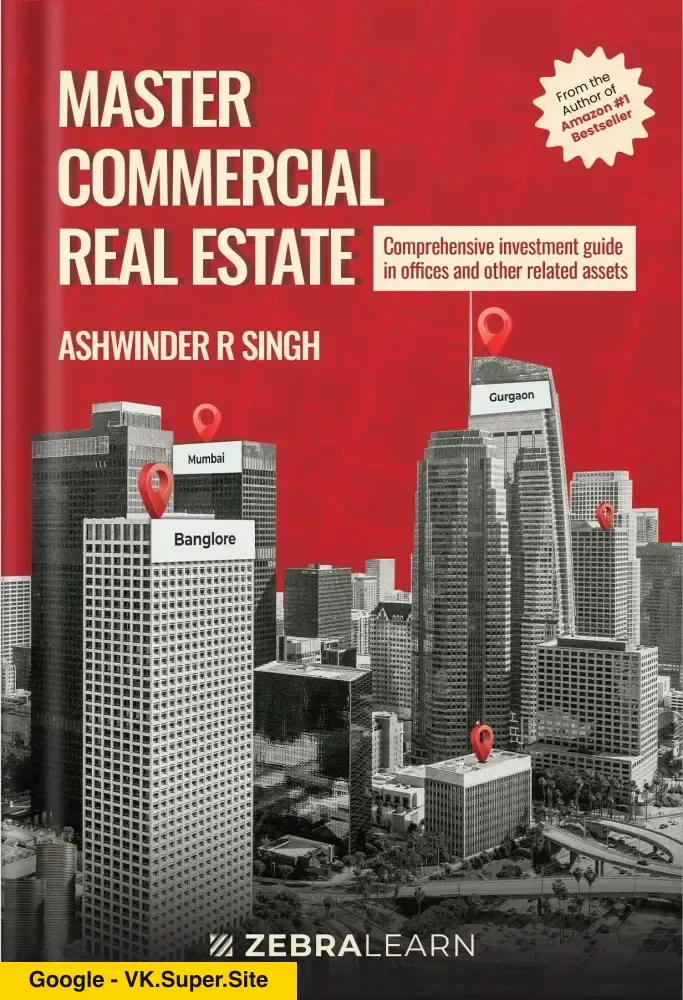 MASTER
COMMERCIAL
REAL ESTATE
From the
Author of
Amazon #1
Bestseller
Comprehensive investment guide
in offices and other related assets
ASHWINDER R SINGH
Gurgaon
Mumbai
Banglore
ZEBRALEARN
Google - VK.Super.Site